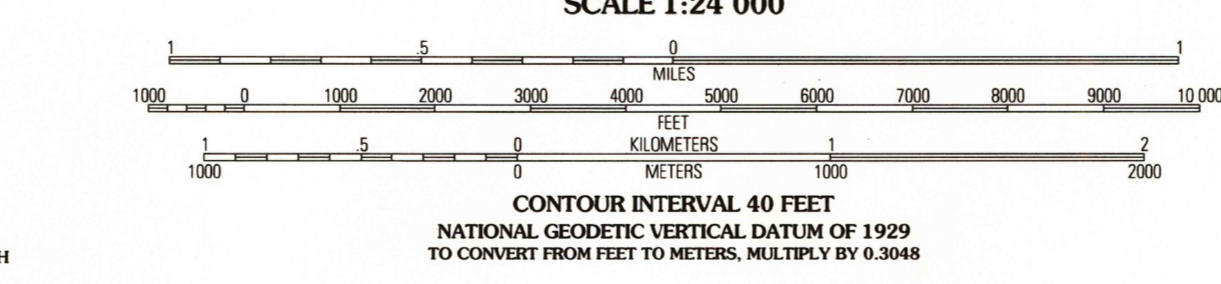 SCALE 1:24 000
1 .5 0 1
MILES
1000 0 1000 2000 3000 4000 5000 6000 7000 8000 9000 10 000
FEET
1 .5 0 KILOMETERS 1 2
1000 0 METERS 1000 2000
CONTOUR INTERVAL 40 FEET
NATIONAL GEODETIC VERTICAL DATUM OF 1929
TO CONVERT FROM FEET TO METERS, MULTIPLY BY 0.3048
H